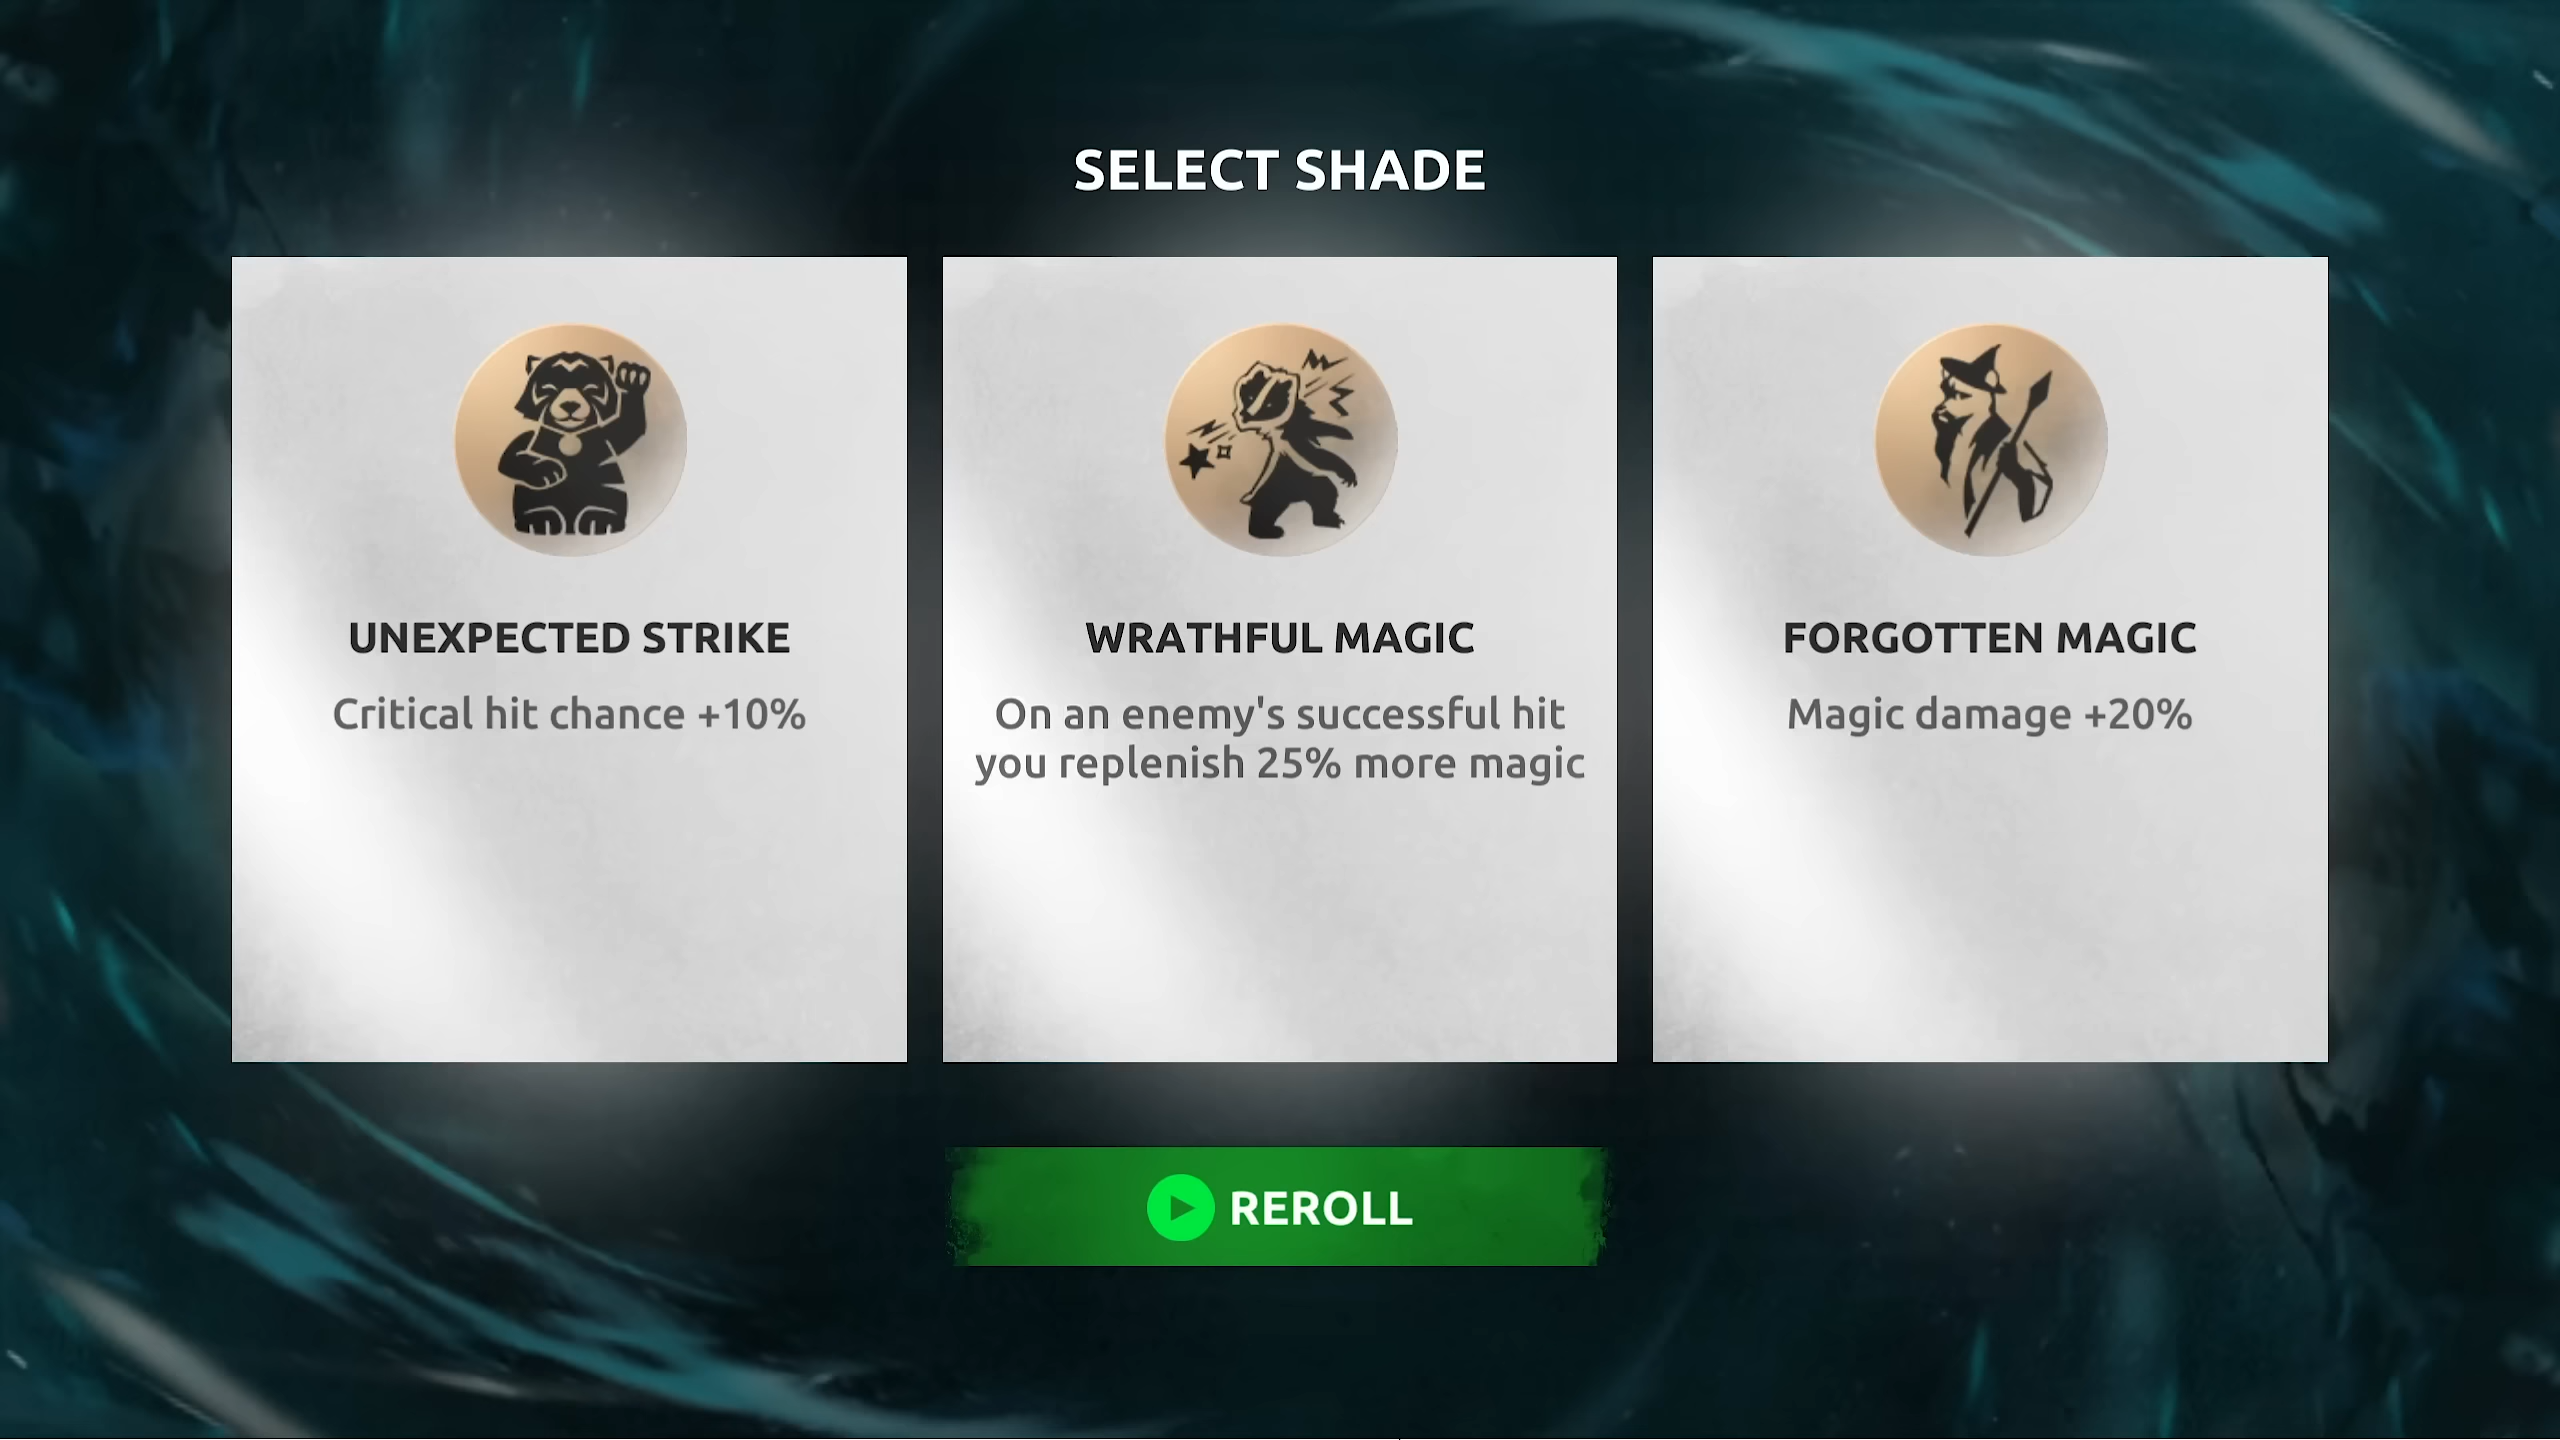 SELECT SHADE
UNEXPECTED STRIKE
Critical hit chance +10%
WRATHFUL MAGIC
On an enemy's successful hit
you replenish 25% more magic
FORGOTTEN MAGIC
Magic damage +20%
REROLL